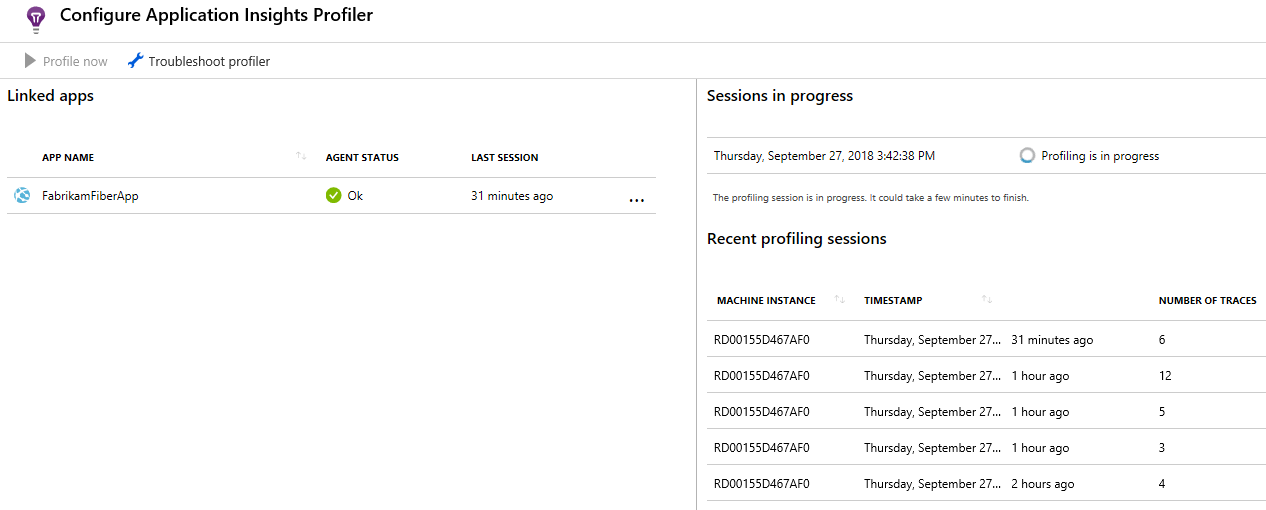 Configure Application Insights Profiler
Profile now Troubleshoot profiler
Linked apps
APP NAME AGENT STATUS LAST SESSION
FabrikamFiberApp Ok 31 minutes ago ...
Sessions in progress
Thursday, September 27, 2018 3:42:38 PM Profiling is in progress
The profiling session is in progress. It could take a few minutes to finish.
Recent profiling sessions
MACHINE INSTANCE TIMESTAMP NUMBER OF TRACES
RD00155D467AF0 Thursday, September 27... 31 minutes ago 6
RD00155D467AF0 Thursday, September 27... 1 hour ago 12
RD00155D467AF0 Thursday, September 27... 1 hour ago 5
RD00155D467AF0 Thursday, September 27... 1 hour ago 3
RD00155D467AF0 Thursday, September 27... 2 hours ago 4